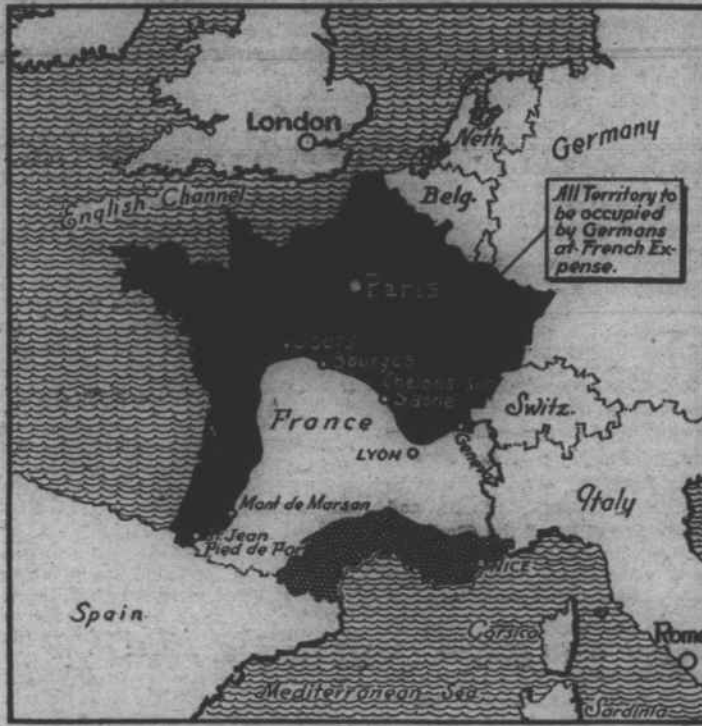 London
English Channel
Neth
Belg.
Germany
All Territory to
be occupied
by Germans
at French Ex-
pense.
Paris
Bourges
Saone
France
LYON
Geneva
Switz.
Italy
Mont de Marsan
St. Jean
Pied de Port
NICE
Spain
Corsica
Rome
Mediterranean Sea
Sardinia